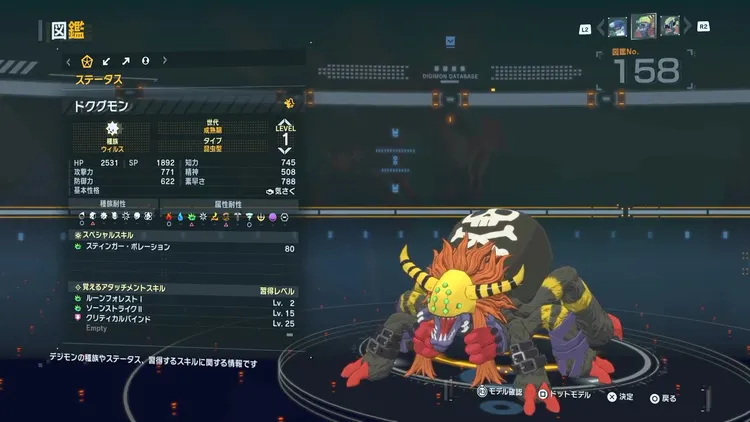 図鑑
L2
R2
図鑑No.
158
DIGIMON DATABASE
ステータス
ドクグモン
種族
ウイルス
世代
成熟期
タイプ
昆虫型
LEVEL
1
HP 2531 SP 1892 知力 745
攻撃力 771 精神 508
防御力 622 素早さ 788
基本性格 気さく
種族耐性 属性耐性
スペシャルスキル
スティンガー・ポレーション 80
覚えるアタッチメントスキル 習得レベル
ルーンフォレストI Lv. 2
ソーンストライクII Lv. 15
クリティカルバインド Lv. 25
Empty
デジモンの種族やステータス、習得するスキルに関する情報です
R3 モデル確認 ドットモデル 決定 戻る